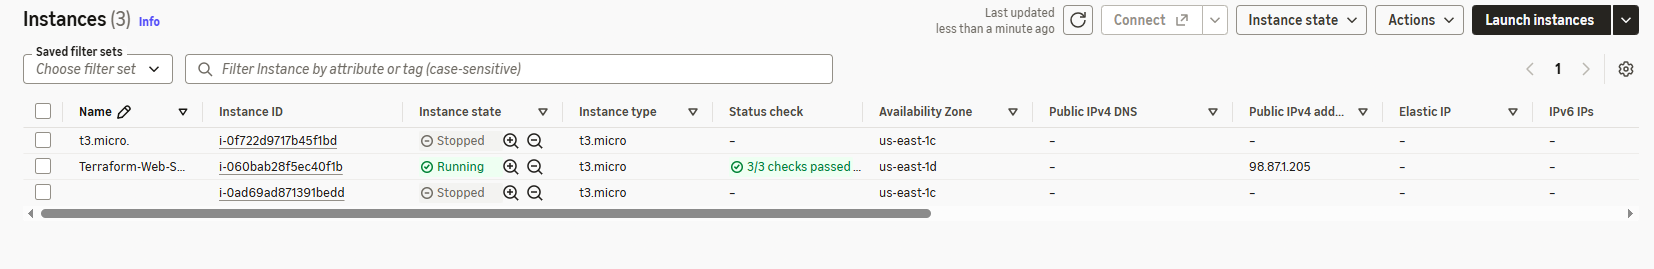 Instances (3) Info
Last updated
less than a minute ago
Connect
Instance state
Actions
Launch instances
Saved filter sets
Choose filter set
Filter Instance by attribute or tag (case-sensitive)
1
Name Instance ID Instance state Instance type Status check Availability Zone Public IPv4 DNS Public IPv4 add... Elastic IP IPv6 IPs
t3.micro. i-0f722d9717b45f1bd Stopped t3.micro – us-east-1c – – – –
Terraform-Web-S... i-060bab28f5ec40f1b Running t3.micro 3/3 checks passed ... us-east-1d – 98.87.1.205 – –
i-0ad69ad871391bedd Stopped t3.micro – us-east-1c – – – –